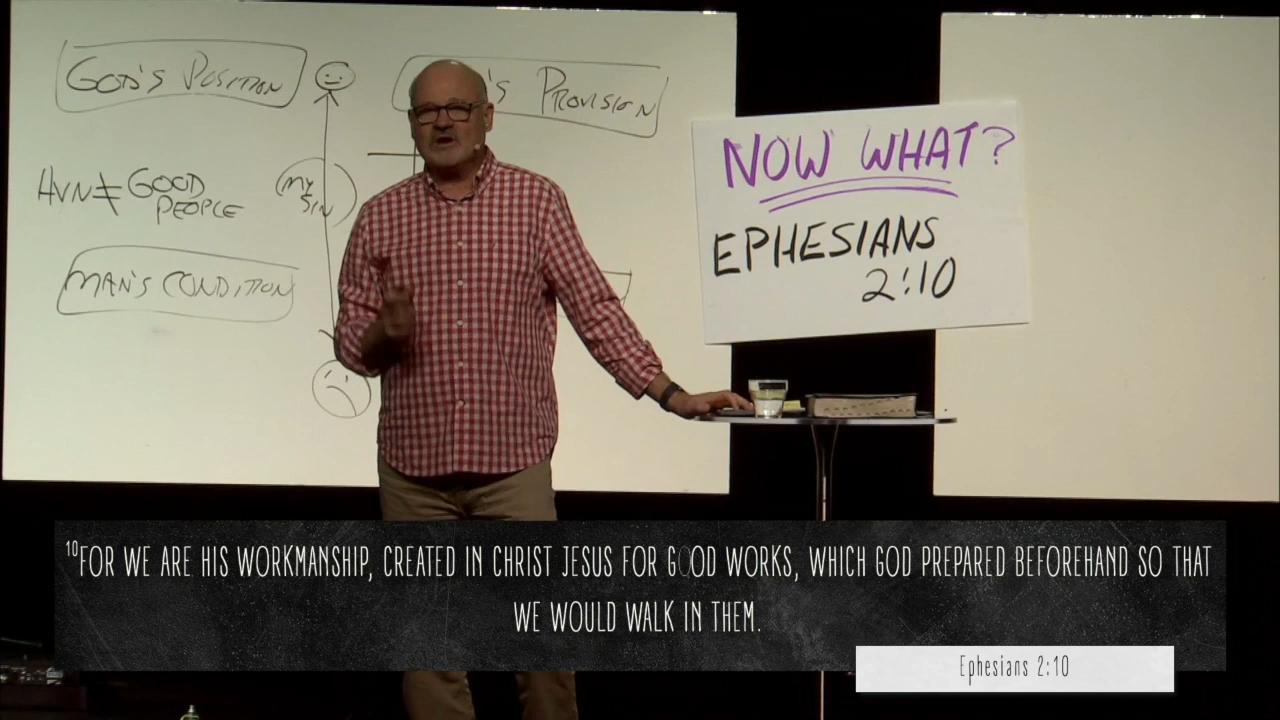 GOD'S POSITION
'S PROVISION
HVN≠GOOD
PEOPLE
(MY
SIN)
MAN'S CONDITION
NOW WHAT?
EPHESIANS
2:10
10FOR WE ARE HIS WORKMANSHIP, CREATED IN CHRIST JESUS FOR GOOD WORKS, WHICH GOD PREPARED BEFOREHAND SO THAT
WE WOULD WALK IN THEM.
Ephesians 2:10